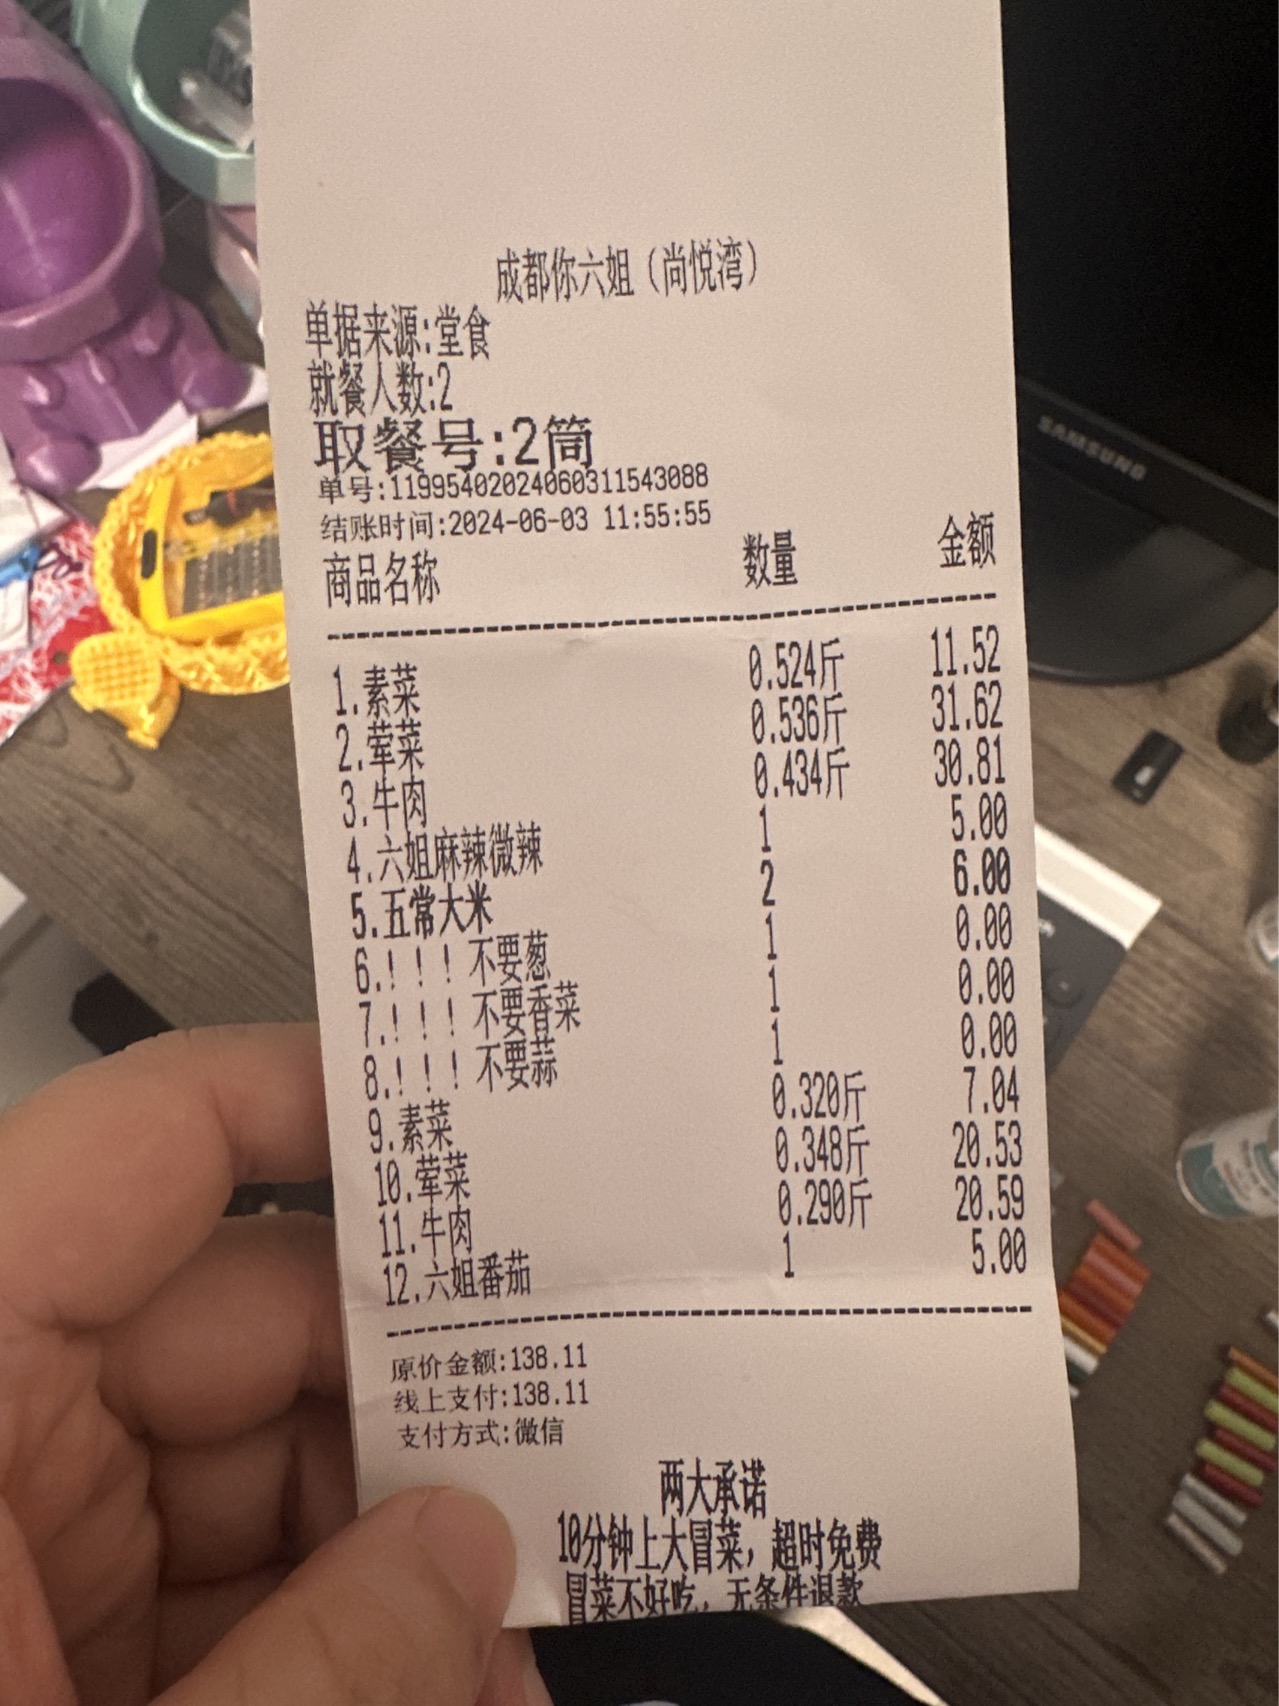 成都你六姐（尚悦湾）
单据来源:堂食
就餐人数:2
取餐号:2筒
单号:11995402024060311543088
结账时间:2024-06-03 11:55:55
商品名称 数量 金额
1.素菜 0.524斤 11.52
2.荤菜 0.536斤 31.62
3.牛肉 0.434斤 30.81
4.六姐麻辣微辣 1 5.00
5.五常大米 2 6.00
6.！！！不要葱 1 0.00
7.！！！不要香菜 1 0.00
8.！！！不要蒜 1 0.00
9.素菜 0.320斤 7.04
10.荤菜 0.348斤 20.53
11.牛肉 0.290斤 20.59
12.六姐番茄 1 5.00
原价金额:138.11
线上支付:138.11
支付方式:微信
两大承诺
10分钟上大冒菜，超时免费
冒菜不好吃，无条件退款
SAMSUNG